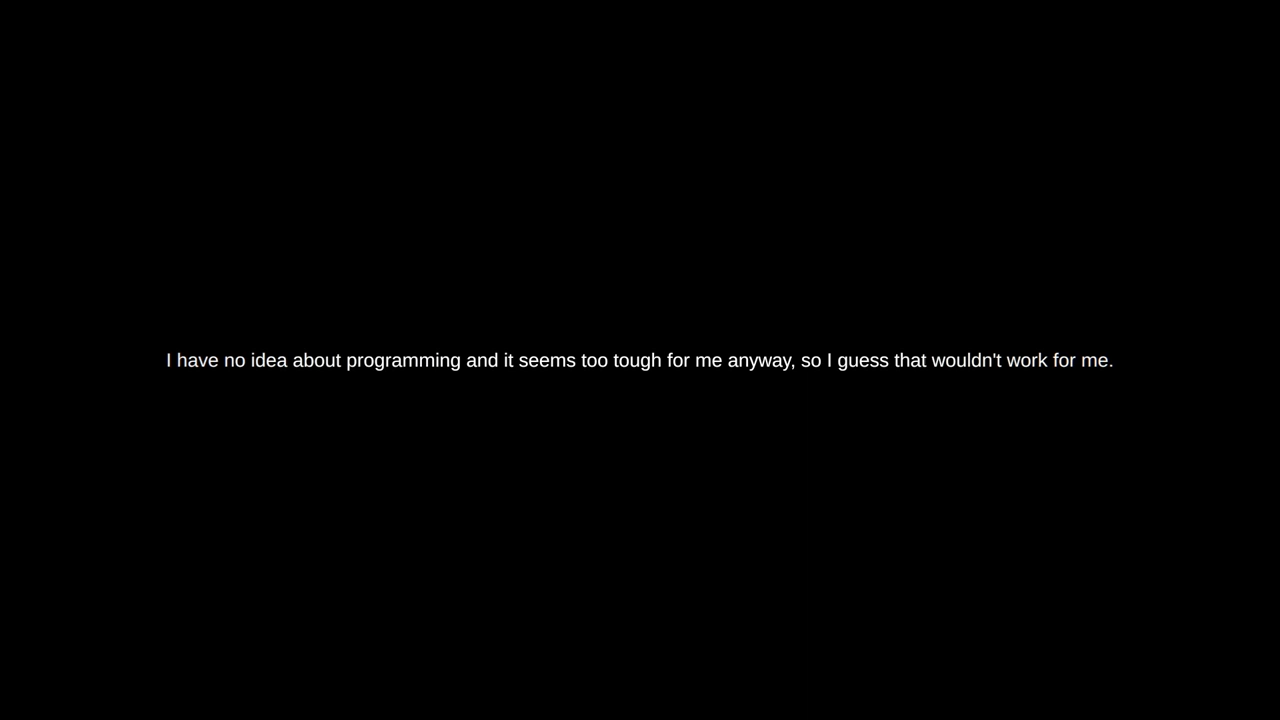 I have no idea about programming and it seems too tough for me anyway, so I guess that wouldn't work for me.